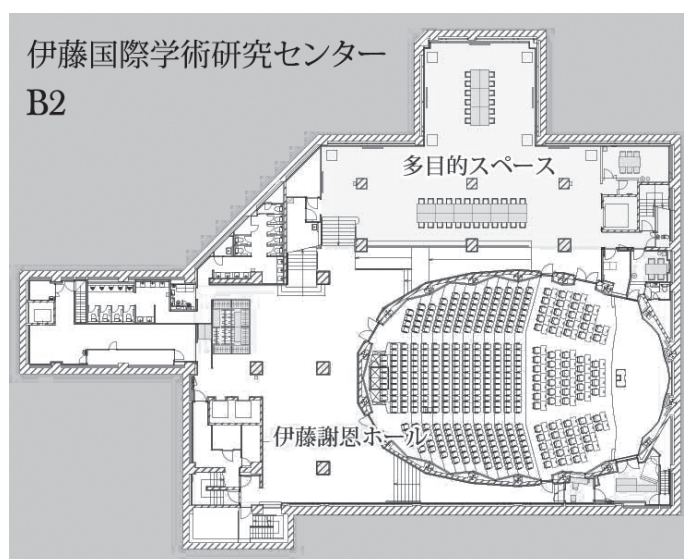 伊藤国際学術研究センター
B2
多目的スペース
伊藤謝恩ホール